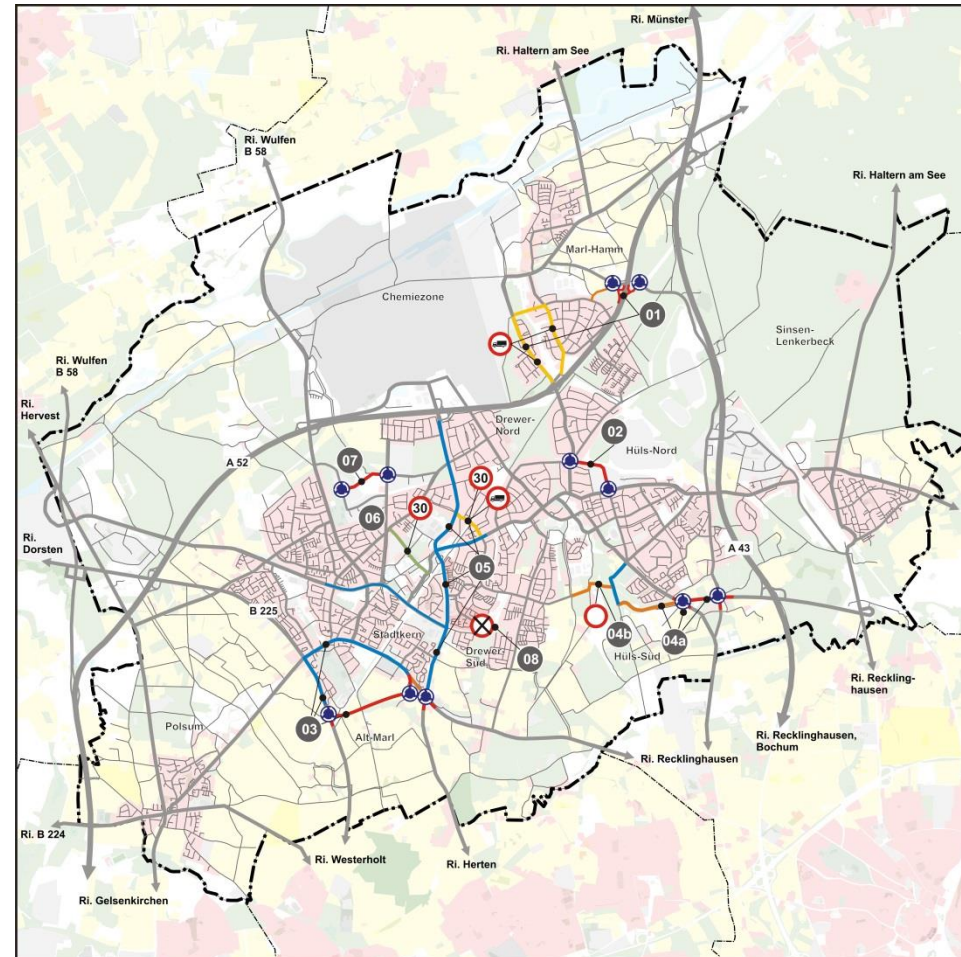 Ri. Münster
Ri. Haltern am See
Ri. Wulfen
B 58
Ri. Haltern am See
Marl-Hamm
Chemiezone
01
Sinsen-
Lenkerbeck
Ri. Wulfen
B 58
Ri.
Hervest
Drewer-
Nord
02
Hüls-Nord
A 52
07
30
30
06
Ri.
Dorsten
A 43
05
B 225
Stadtkern
04b
04a
Drewer-
Süd
08
Hüls-Süd
Ri. Reckling-
hausen
03
Polsum
Alt-Marl
Ri. Recklinghausen,
Bochum
Ri. Recklinghausen
Ri. B 224
Ri. Westerholt
Ri. Herten
Ri. Gelsenkirchen